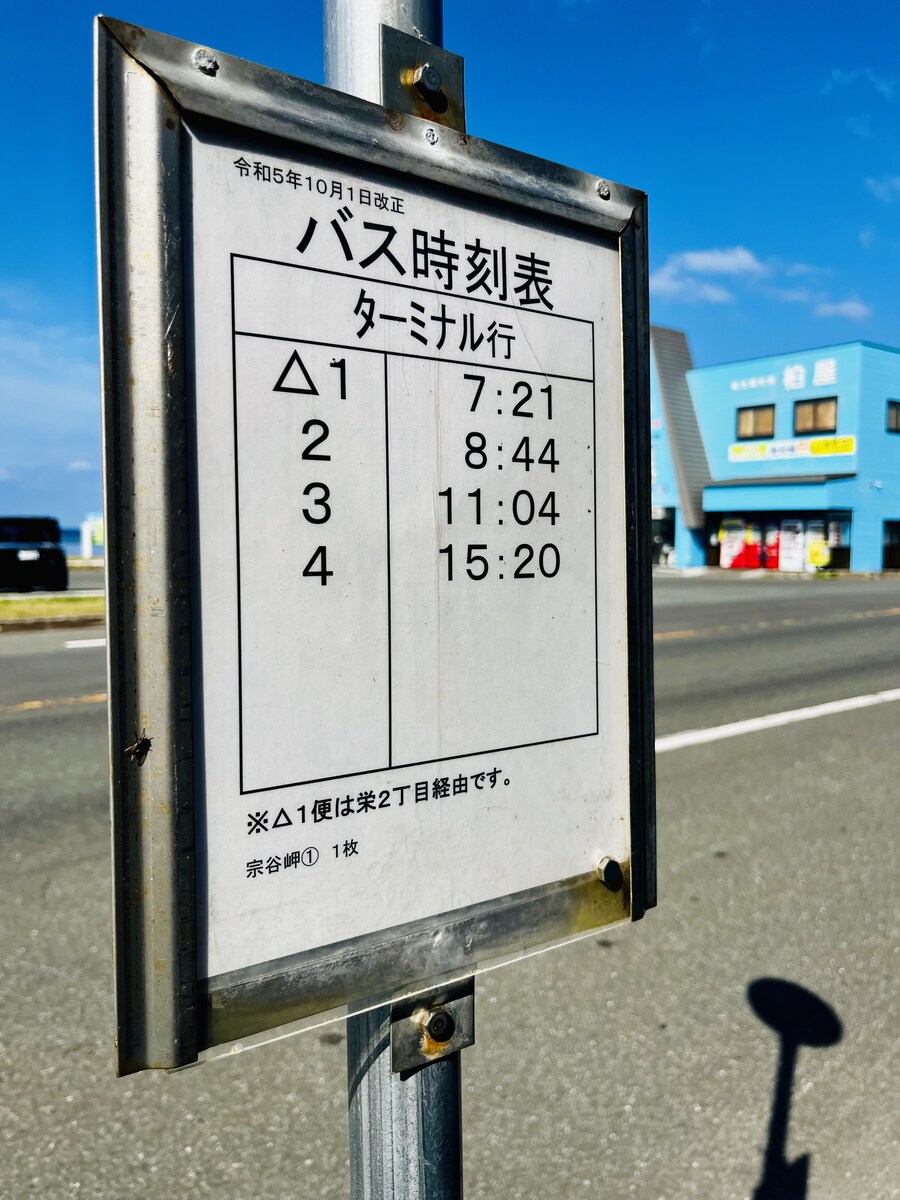 令和5年10月1日改正
バス時刻表
ターミナル行
△1 7:21
2 8:44
3 11:04
4 15:20
※△1便は栄2丁目経由です。
宗谷岬① 1枚
柏屋